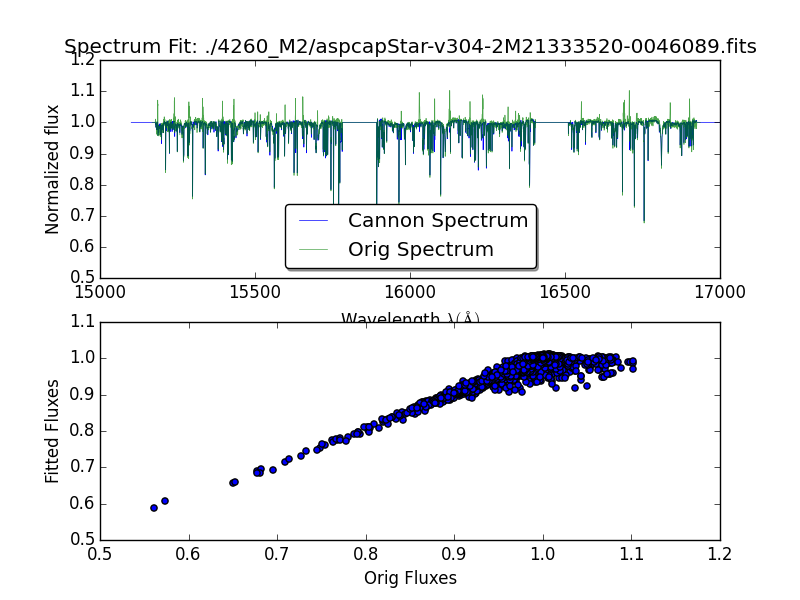 Spectrum Fit: ./4260_M2/aspcapStar-v304-2M21333520-0046089.fits
1.2
1.1
1.0
0.9
0.8
0.7
0.6
0.5
Normalized flux
Cannon Spectrum
Orig Spectrum
15000 15500 16000 16500 17000
Wavelength λ(Å)
1.1
1.0
0.9
0.8
0.7
0.6
0.5
Fitted Fluxes
0.5 0.6 0.7 0.8 0.9 1.0 1.1 1.2
Orig Fluxes